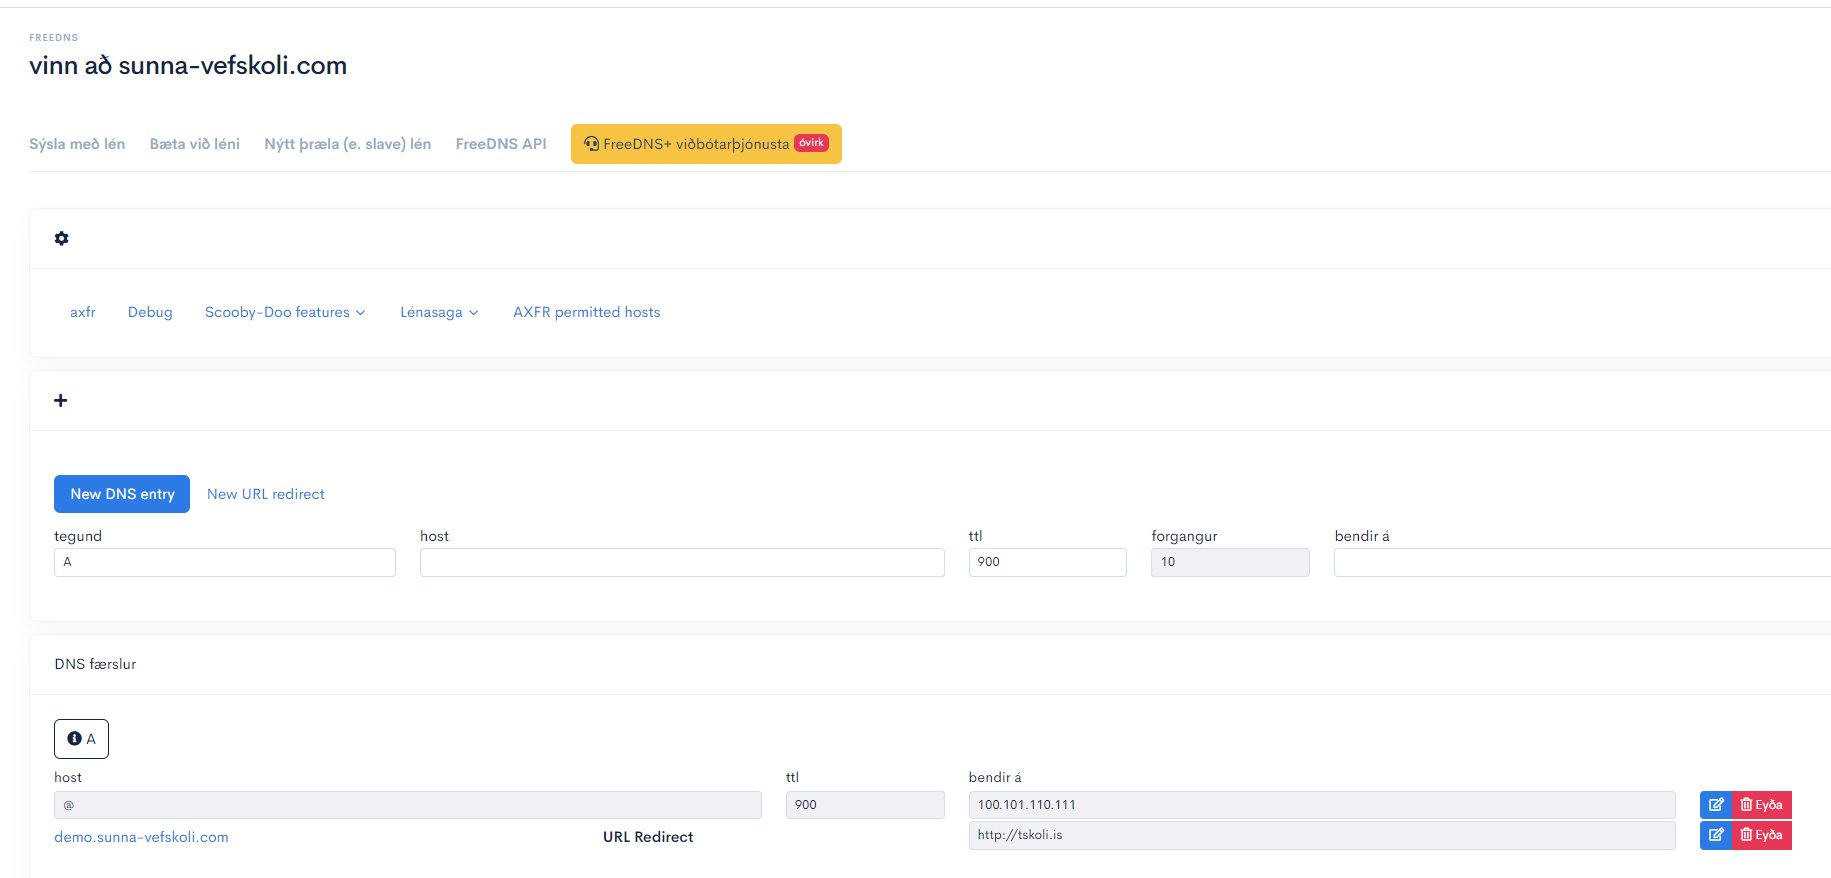 FREEDNS
vinn að sunna-vefskoli.com
Sýsla með lén Bæta við léni Nýtt þræla (e. slave) lén FreeDNS API FreeDNS+ viðbótarþjónusta óvirk
axfr Debug Scooby-Doo features Lénasaga AXFR permitted hosts
New DNS entry New URL redirect
tegund host ttl forgangur bendir á
A 900 10
DNS færslur
A
host ttl bendir á
@ 900 100.101.110.111 Eyða
demo.sunna-vefskoli.com URL Redirect http://tskoli.is Eyða